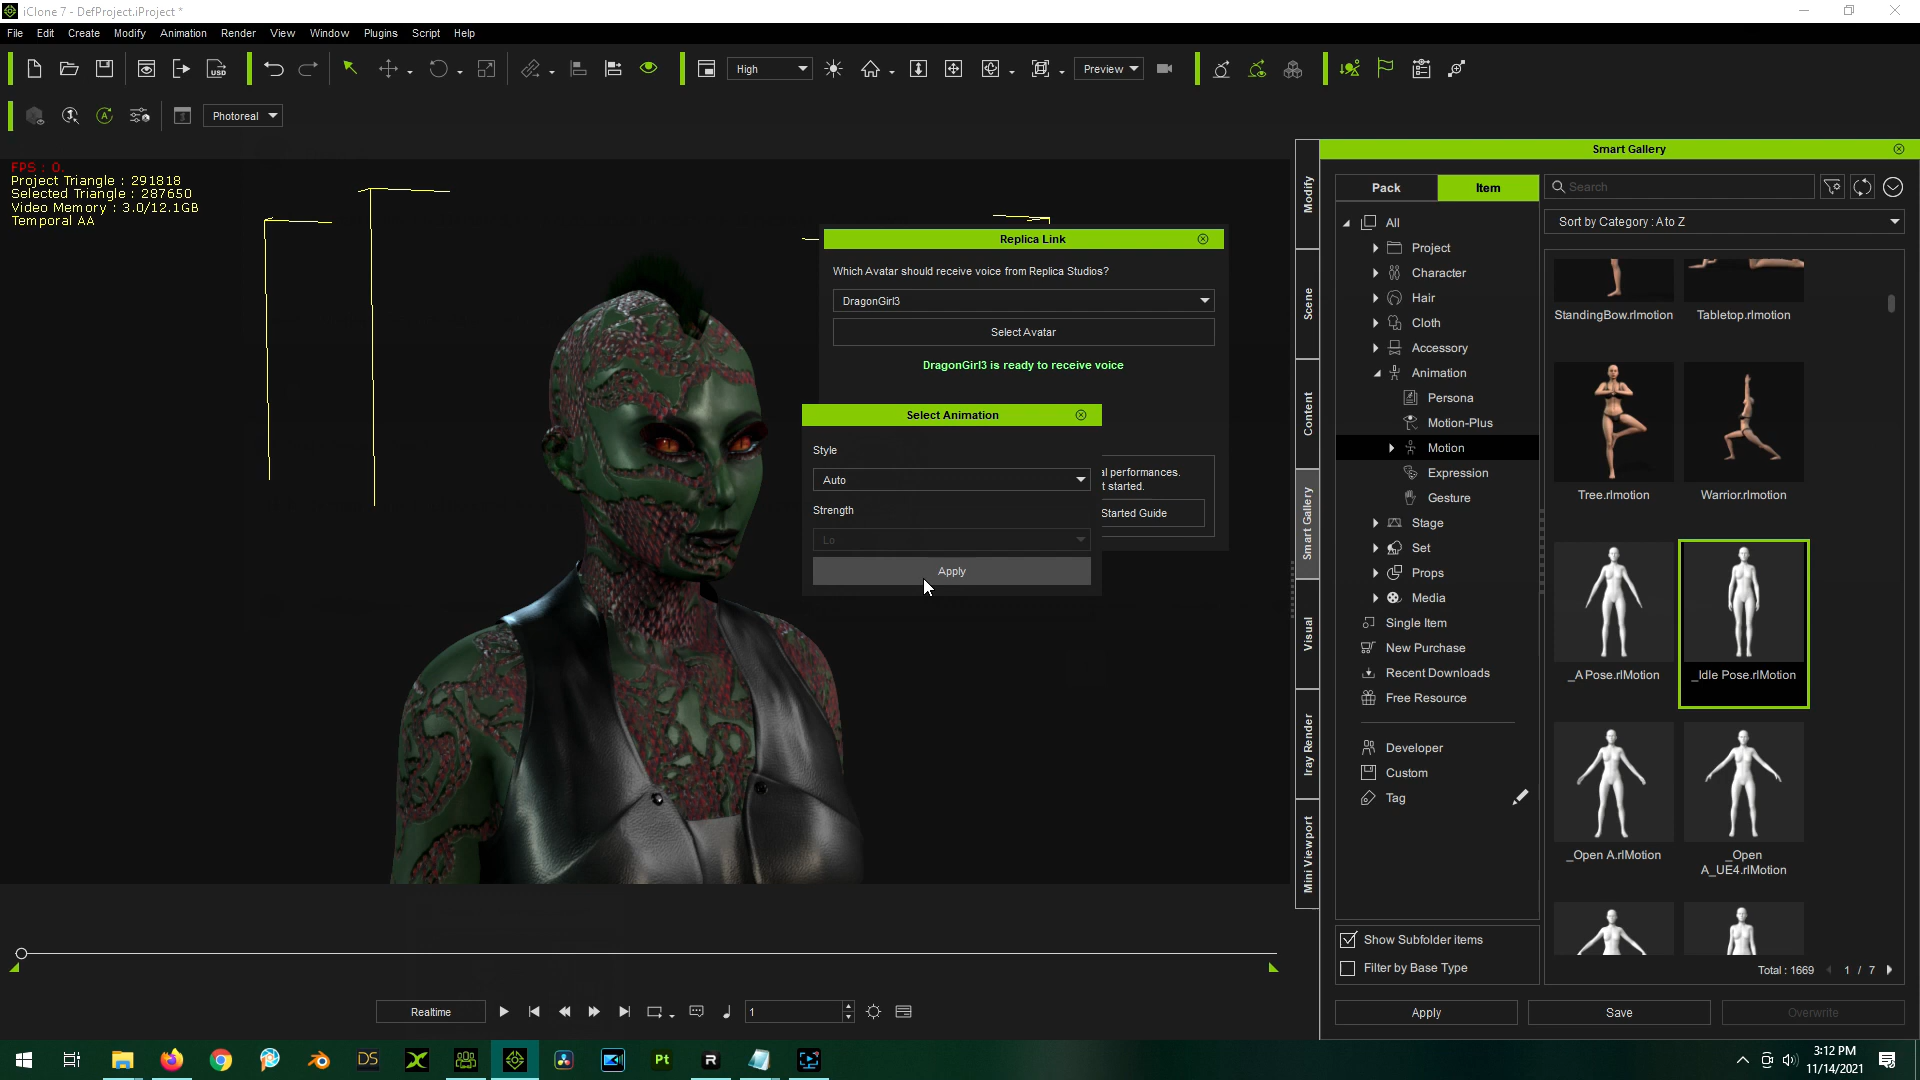 iClone 7 - DefProject.iProject *
File Edit Create Modify Animation Render View Window Plugins Script Help
USD
High
Preview
Photoreal
FPS : 0.
Project Triangle : 291818
Selected Triangle : 287650
Video Memory : 3.0/12.1GB
Temporal AA
Replica Link
Which Avatar should receive voice from Replica Studios?
DragonGirl3
Select Avatar
DragonGirl3 is ready to receive voice
al performances.
t started.
Started Guide
Select Animation
Style
Auto
Strength
Lo
Apply
Modify
Scene
Content
Smart Gallery
Visual
Iray Render
Mini Viewport
Smart Gallery
Pack
Item
Search
Sort by Category : A to Z
All
Project
Character
Hair
Cloth
Accessory
Animation
Persona
Motion-Plus
Motion
Expression
Gesture
Stage
Set
Props
Media
Single Item
New Purchase
Recent Downloads
Free Resource
Developer
Custom
Tag
StandingBow.rlmotion
Tabletop.rlmotion
Tree.rlmotion
Warrior.rlmotion
_A Pose.rlMotion
_Idle Pose.rlMotion
_Open A.rlMotion
_Open
A_UE4.rlMotion
Show Subfolder items
Filter by Base Type
Total : 1669
1 / 7
Apply
Save
Overwrite
Realtime
1
DS
Pt
R
3:12 PM
11/14/2021